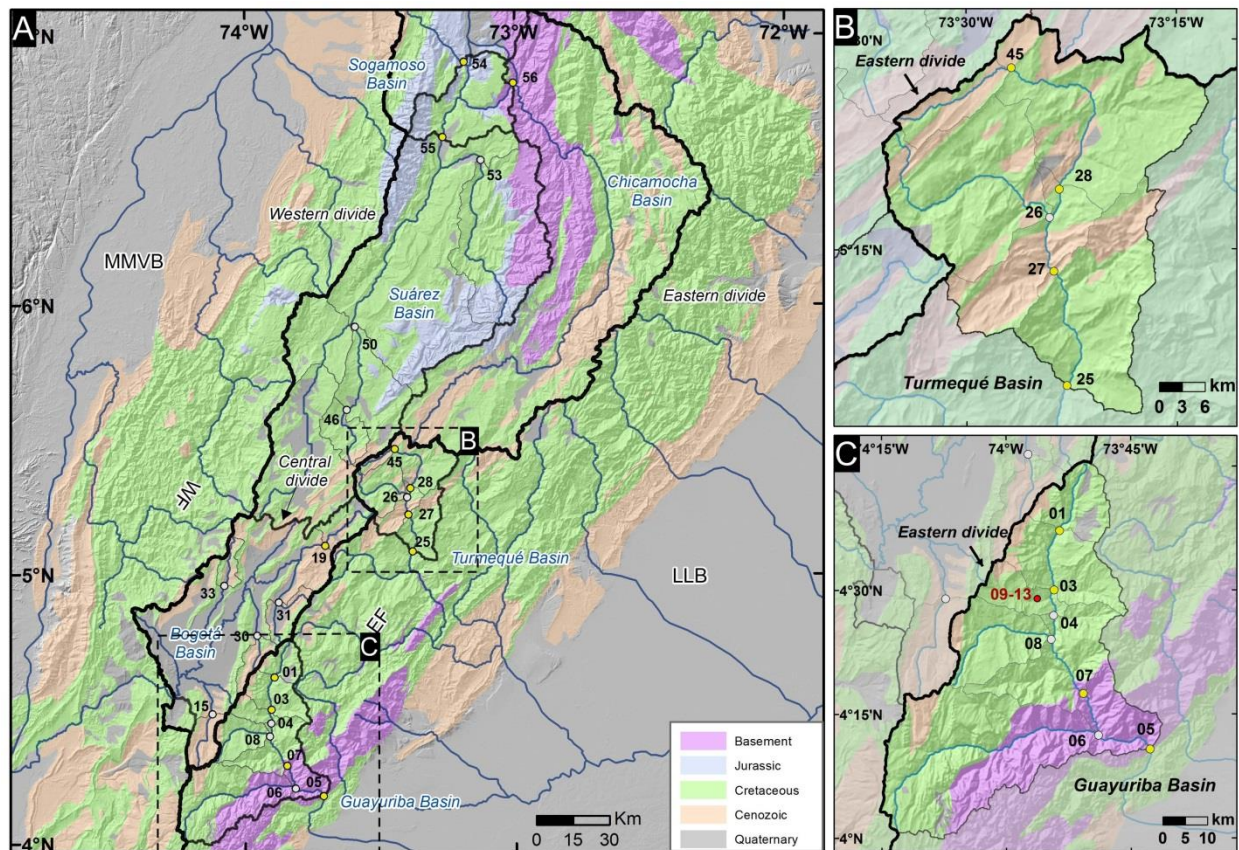 A
74°W
73°W
72°W
Sogamoso
Basin
54
56
55
53
Chicamocha
Basin
Western divide
MMVB
6°N
Suárez
Basin
Eastern divide
50
46
B
45
Central
divide
28
26
27
WF
19
25
Turmequé Basin
5°N
33
LLB
31
EF
30
C
Bogotá
Basin
01
03
15
04
08
07
06
05
Guayuriba Basin
4°N
0 15 30 Km
Basement
Jurassic
Cretaceous
Cenozoic
Quaternary
B
73°30'W
73°15'W
30'N
Eastern divide
45
28
26
5°15'N
27
Turmequé Basin
25
km
0 3 6
C
74°15'W
74°W
73°45'W
01
Eastern divide
4°30'N
09-13
03
04
08
07
4°15'N
05
06
Guayuriba Basin
4°N
km
0 5 10